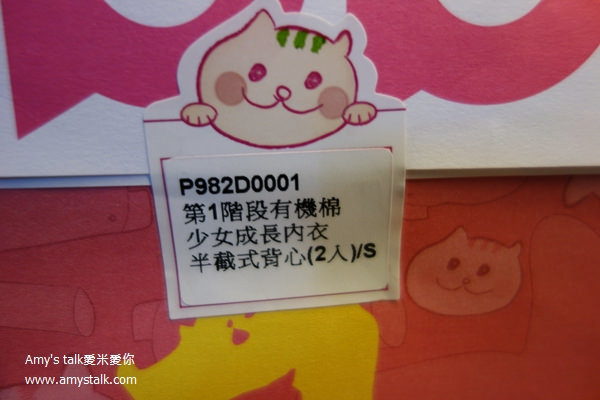 P982D0001
第1階段有機棉
少女成長內衣
半截式背心(2入)/S
Amy's talk愛米愛你
www.amystalk.com